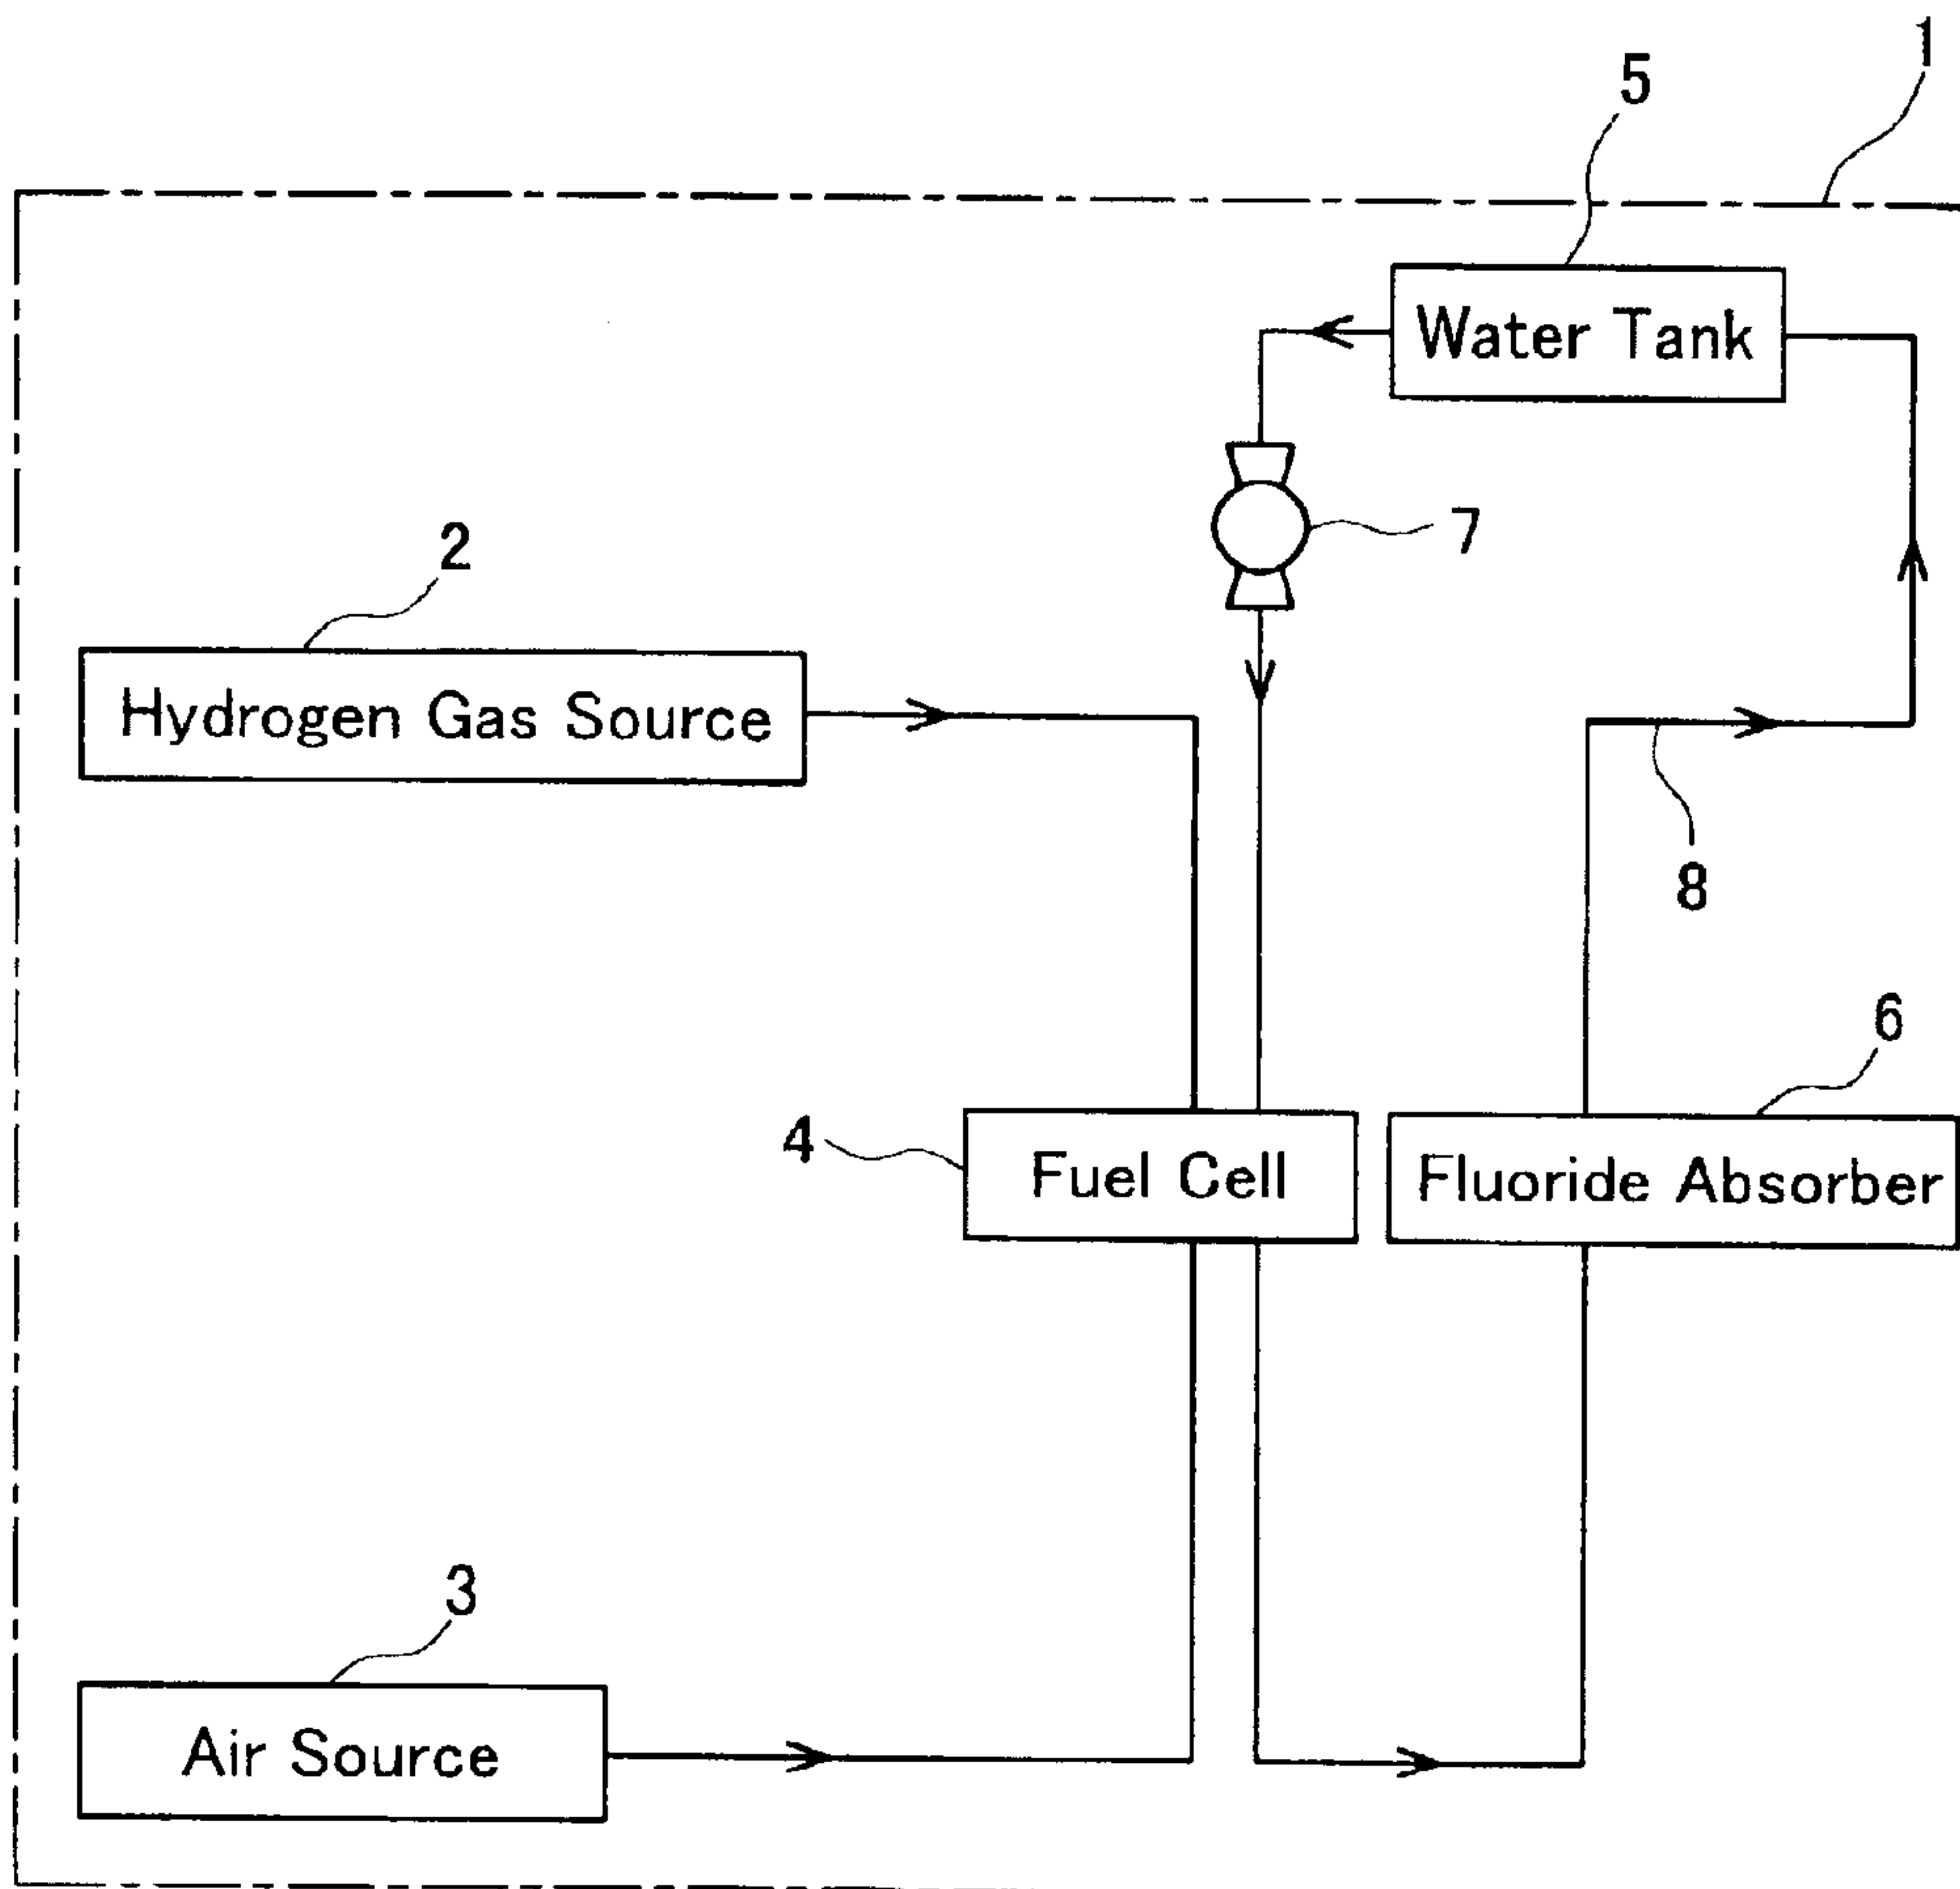 1
5
Water Tank
7
2
Hydrogen Gas Source
8
6
4
Fuel Cell
Fluoride Absorber
3
Air Source